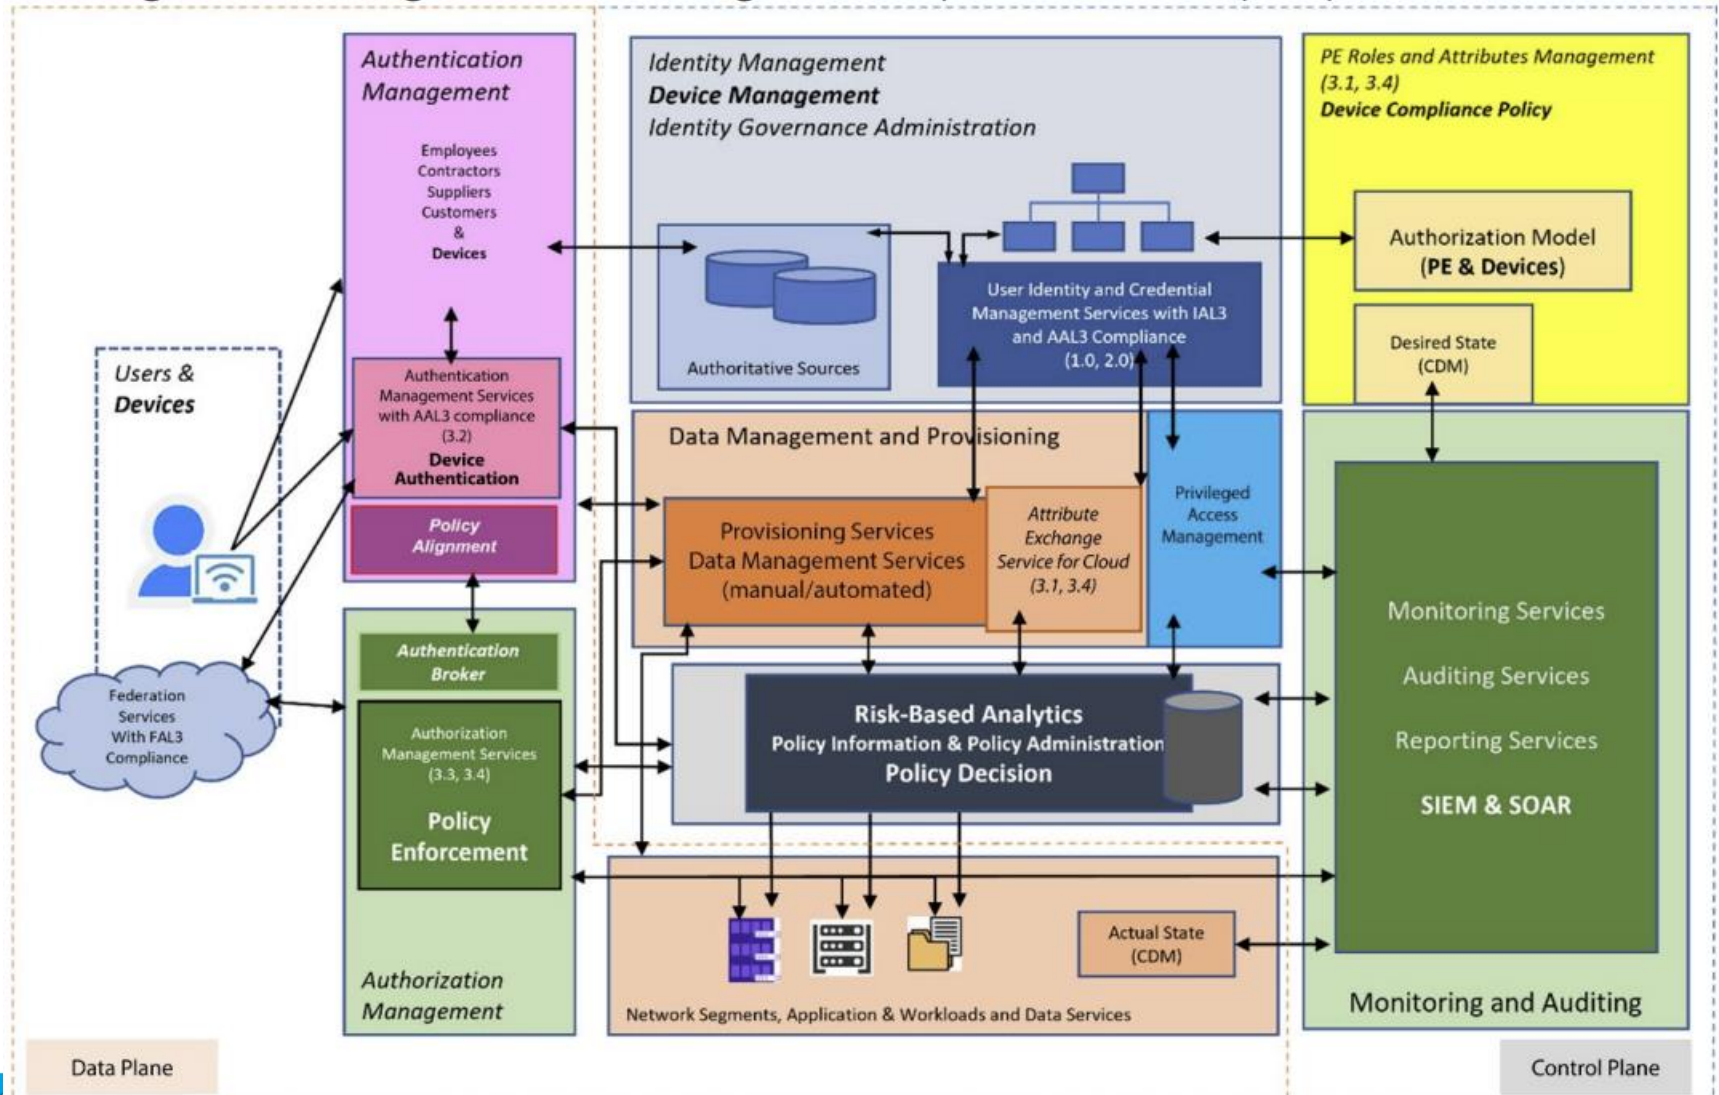 Authentication
Management
Employees
Contractors
Suppliers
Customers
&
Devices
Authentication
Management Services
with AAL3 compliance
(3.2)
Device
Authentication
Policy
Alignment
Users &
Devices
Federation
Services
With FAL3
Compliance
Authentication
Broker
Authorization
Management Services
(3.3, 3.4)
Policy
Enforcement
Authorization
Management
Identity Management
Device Management
Identity Governance Administration
Authoritative Sources
User Identity and Credential
Management Services with IAL3
and AAL3 Compliance
(1.0, 2.0)
Data Management and Provisioning
Provisioning Services
Data Management Services
(manual/automated)
Attribute
Exchange
Service for Cloud
(3.1, 3.4)
Privileged
Access
Management
Risk-Based Analytics
Policy Information & Policy Administration
Policy Decision
Actual State
(CDM)
Network Segments, Application & Workloads and Data Services
PE Roles and Attributes Management
(3.1, 3.4)
Device Compliance Policy
Authorization Model
(PE & Devices)
Desired State
(CDM)
Monitoring Services
Auditing Services
Reporting Services
SIEM & SOAR
Monitoring and Auditing
Data Plane
Control Plane